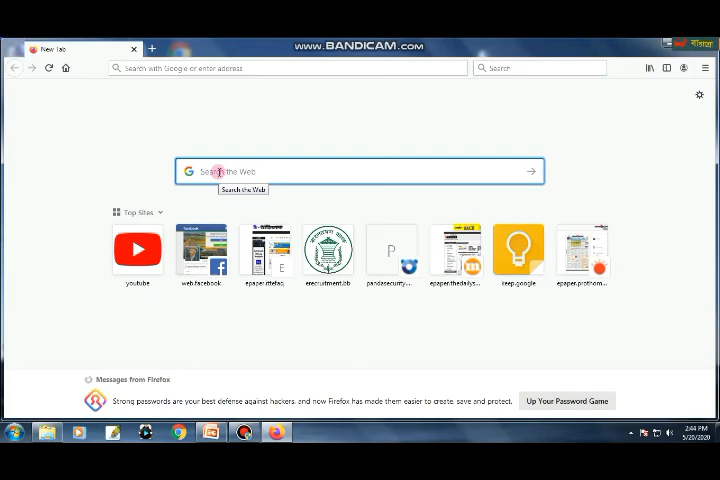 New Tab
www.BANDICAM.com
Search with Google or enter address
Search
Search the Web
Search the Web
Top Sites
youtube
web.facebook
epaper.ittefaq
erecruitment.bb
pandasecurity....
epaper.thedailys...
keep.google
epaper.prothom...
Messages from Firefox
Strong passwords are your best defense against hackers, and now Firefox has made them easier to create, save and protect.
Up Your Password Game
2:44 PM
5/20/2020